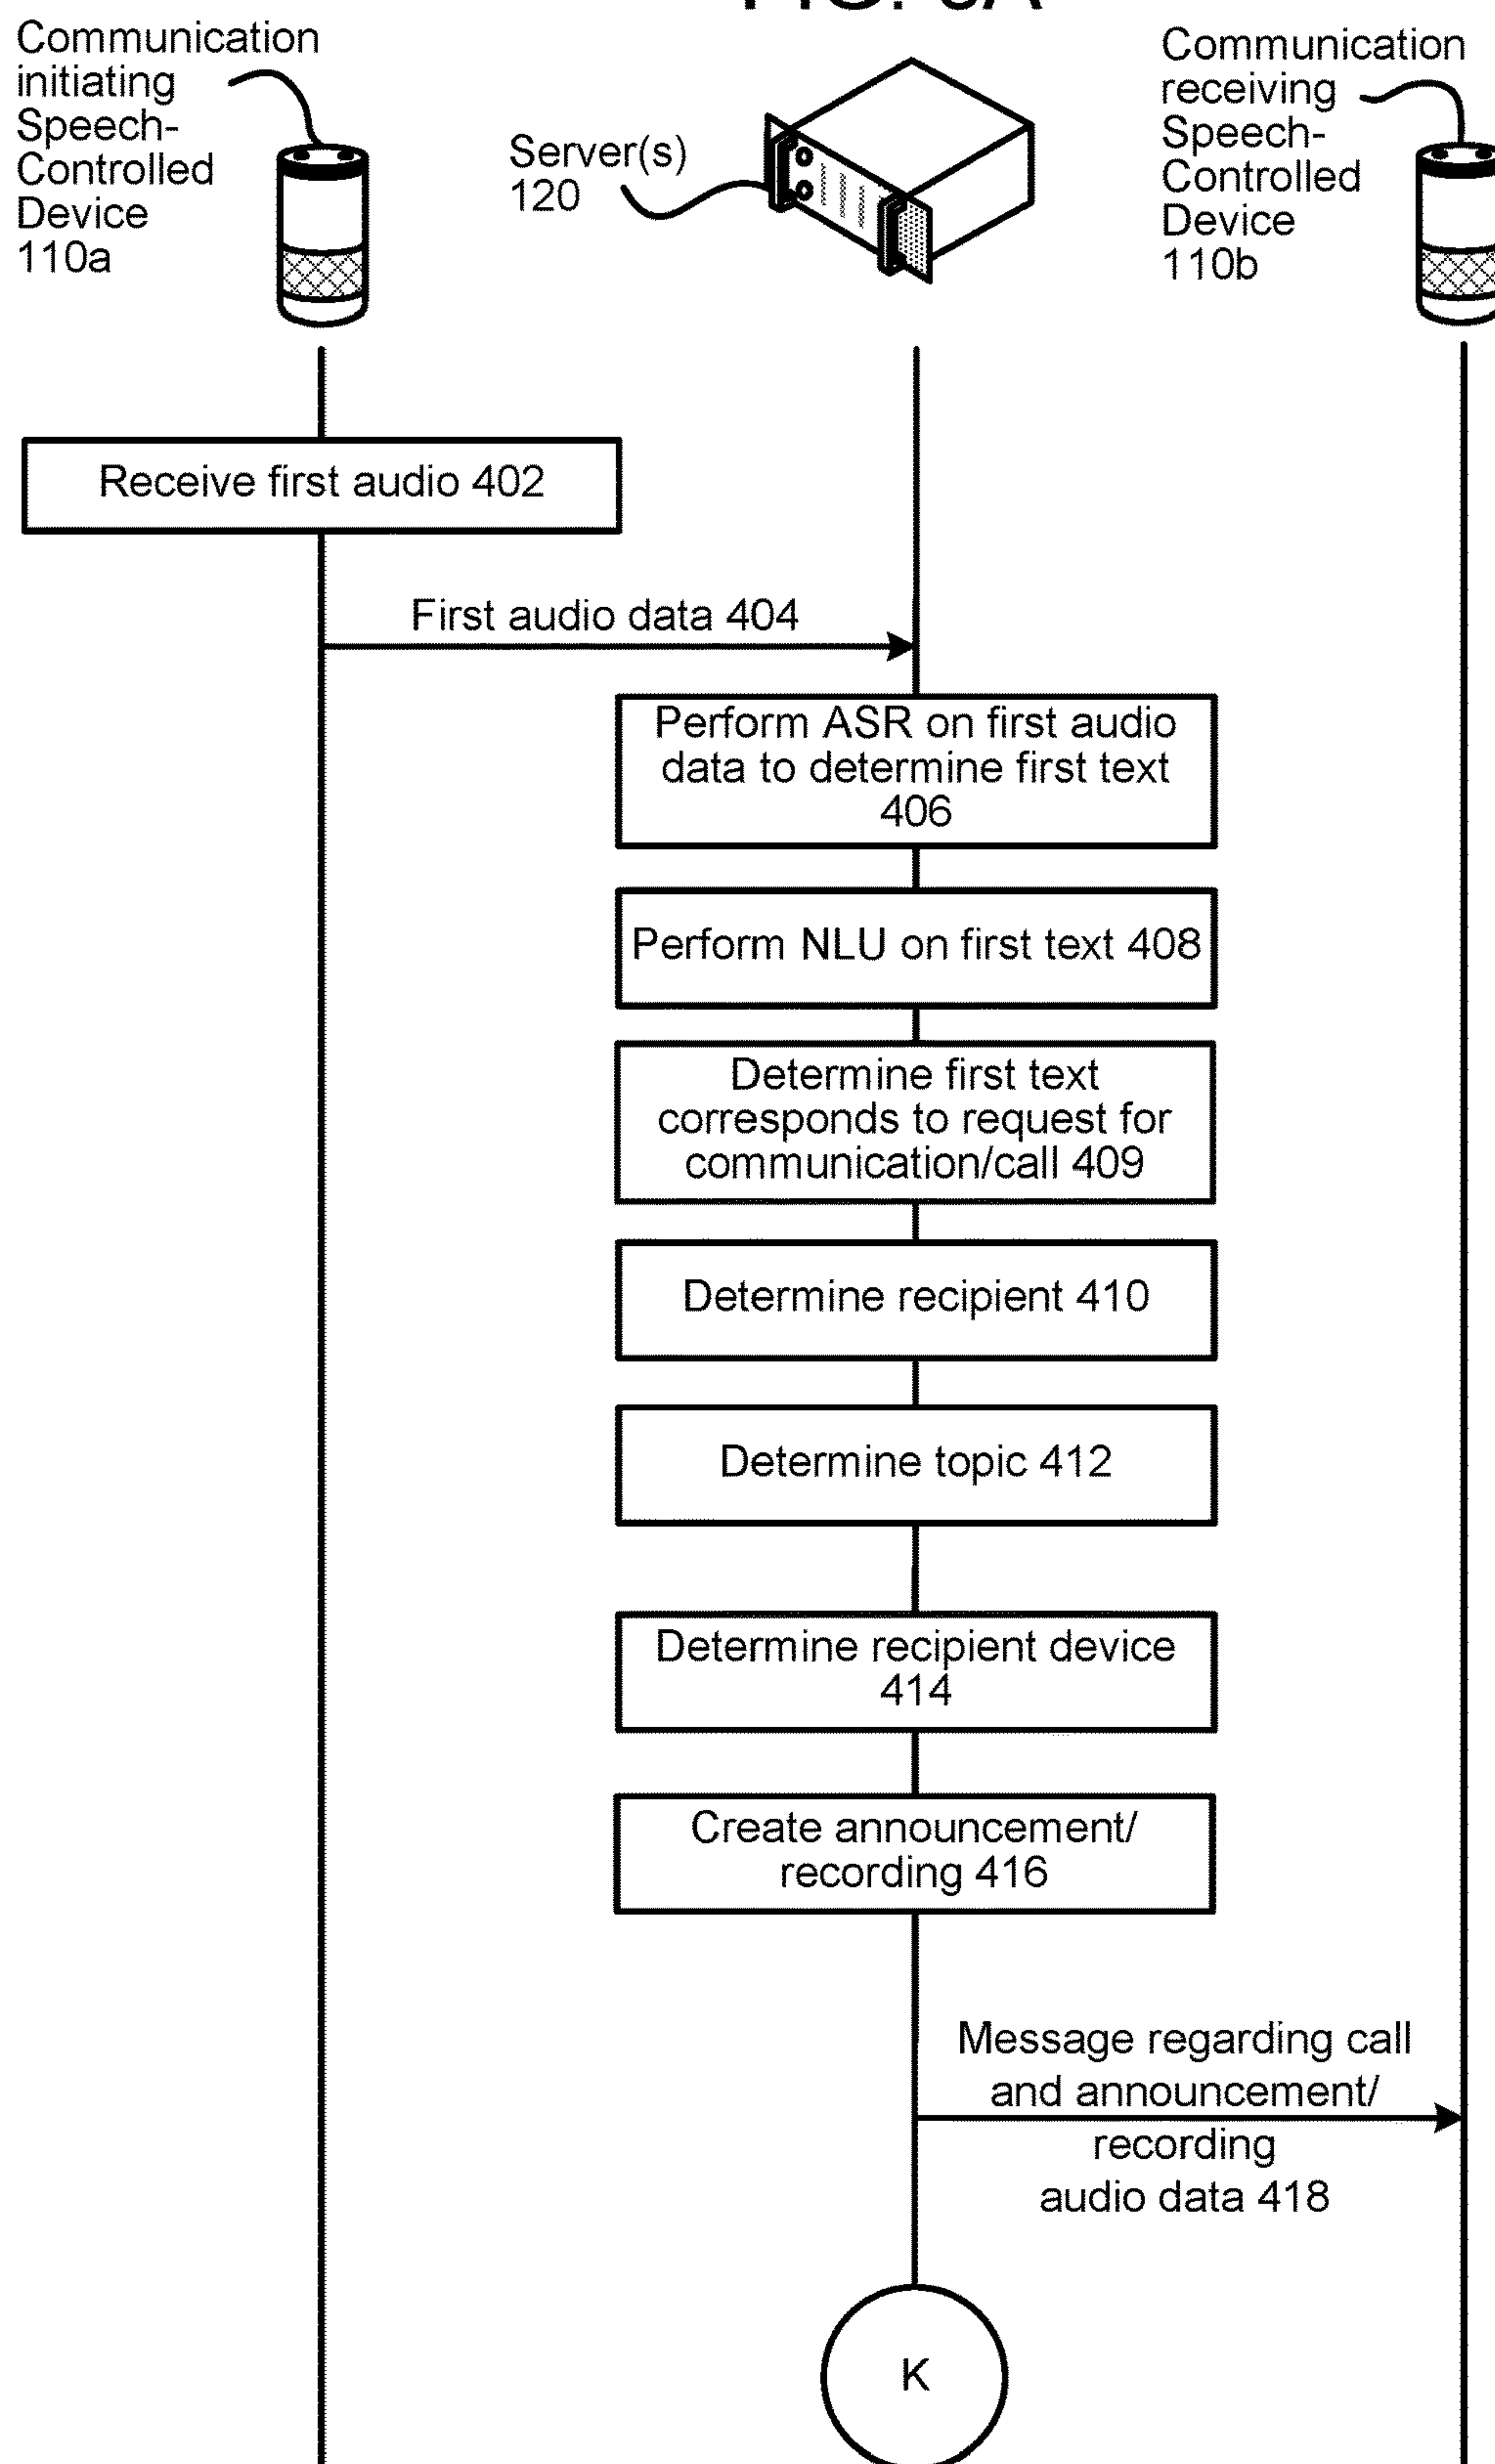 Communication
initiating
Speech-
Controlled
Device
110a
Server(s)
120
Communication
receiving
Speech-
Controlled
Device
110b
Receive first audio 402
First audio data 404
Perform ASR on first audio
data to determine first text
406
Perform NLU on first text 408
Determine first text
corresponds to request for
communication/call 409
Determine recipient 410
Determine topic 412
Determine recipient device
414
Create announcement/
recording 416
Message regarding call
and announcement/
recording
audio data 418
K